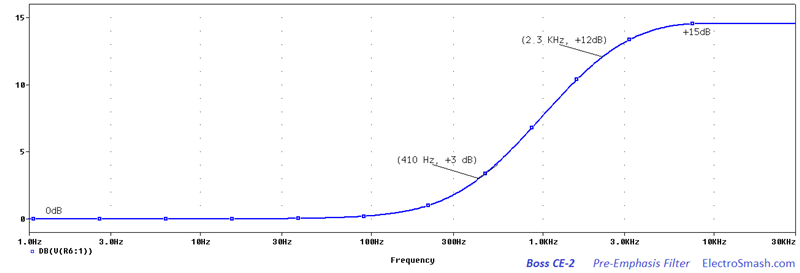 15
(2.3 KHz, +12dB)
+15dB
10
(410 Hz, +3 dB)
5
0dB
0
1.0Hz 3.0Hz 10Hz 30Hz 100Hz 300Hz 1.0KHz 3.0KHz 10KHz 30KHz
DB(V(R6:1))
Frequency
Boss CE-2 Pre-Emphasis Filter ElectroSmash.com